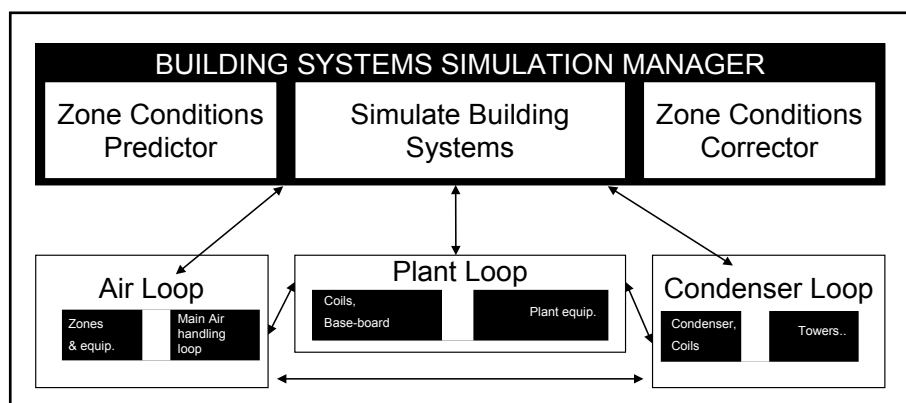 BUILDING SYSTEMS SIMULATION MANAGER
Zone Conditions
Predictor
Simulate Building
Systems
Zone Conditions
Corrector
Air Loop
Zones
& equip.
Main Air
handling
loop
Plant Loop
Coils,
Base-board
Plant equip.
Condenser Loop
Condenser,
Coils
Towers..